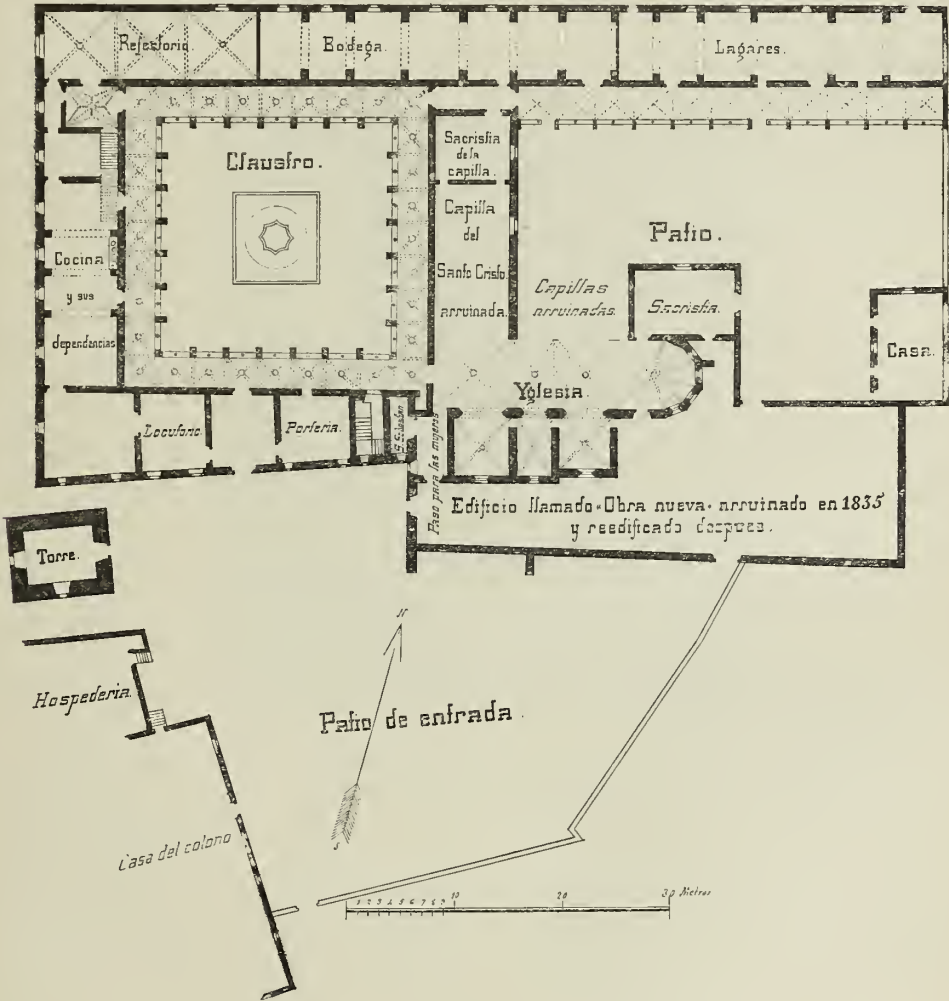 Refectorio.
Bodega.
Lagares.
Claustro.
Sacristia
de la
capilla.
Capilla
del
Santo Cristo
arruinada.
Patio.
Capillas
arruinadas.
Sacristia.
Casa.
Cocina
y sus
dependencias
Yglesia.
Locutorio.
Porteria.
Paso para las mujeres
Edificio llamado «Obra nueva» arruinado en 1835
y reedificado despues.
Torre.
Hospederia.
N
Patio de entrada.
S
Casa del colono
1 2 3 4 5 6 7 8 9 10 20 30 Metros